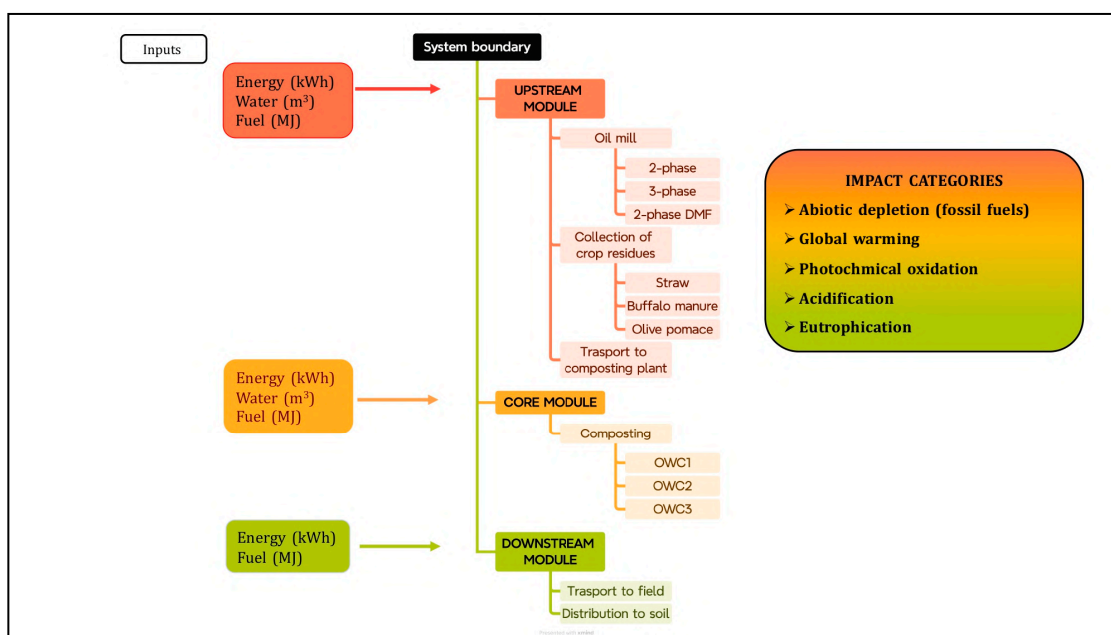 Inputs
System boundary
Energy (kWh)
Water (m³)
Fuel (MJ)
UPSTREAM
MODULE
Oil mill
2-phase
3-phase
2-phase DMF
Collection of
crop residues
Straw
Buffalo manure
Olive pomace
Trasport to
composting plant
Energy (kWh)
Water (m³)
Fuel (MJ)
CORE MODULE
Composting
OWC1
OWC2
OWC3
Energy (kWh)
Fuel (MJ)
DOWNSTREAM
MODULE
Trasport to field
Distribution to soil
IMPACT CATEGORIES
➢ Abiotic depletion (fossil fuels)
➢ Global warming
➢ Photochmical oxidation
➢ Acidification
➢ Eutrophication
Presented with xmind